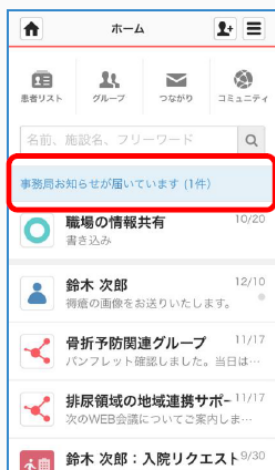 ホーム
患者リスト グループ つながり コミュニティ
名前、施設名、フリーワード
事務局お知らせが届いています (1件)
職場の情報共有 10/20
書き込み
鈴木 次郎 12/10
褥瘡の画像をお送りいたします。
骨折予防関連グループ 11/17
パンフレット確認しました。当日は…
排尿領域の地域連携サポ… 11/17
次のWEB会議についてご案内しま…
鈴木 次郎：入院リクエスト 9/30